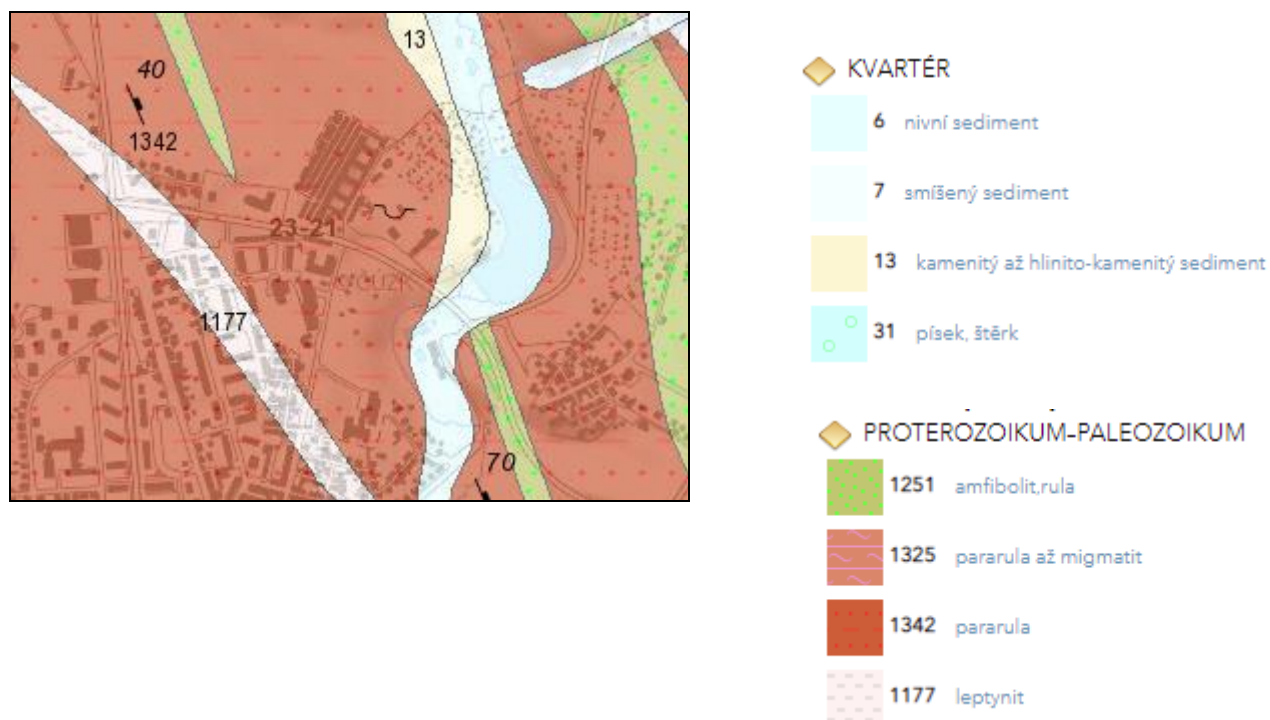 13
40
1342
23-21
1177
70
KVARTÉR
6 nivní sediment
7 smíšený sediment
13 kamenitý až hlinito-kamenitý sediment
31 písek, štěrk
PROTEROZOIKUM-PALEOZOIKUM
1251 amfibolit,rula
1325 pararula až migmatit
1342 pararula
1177 leptynit